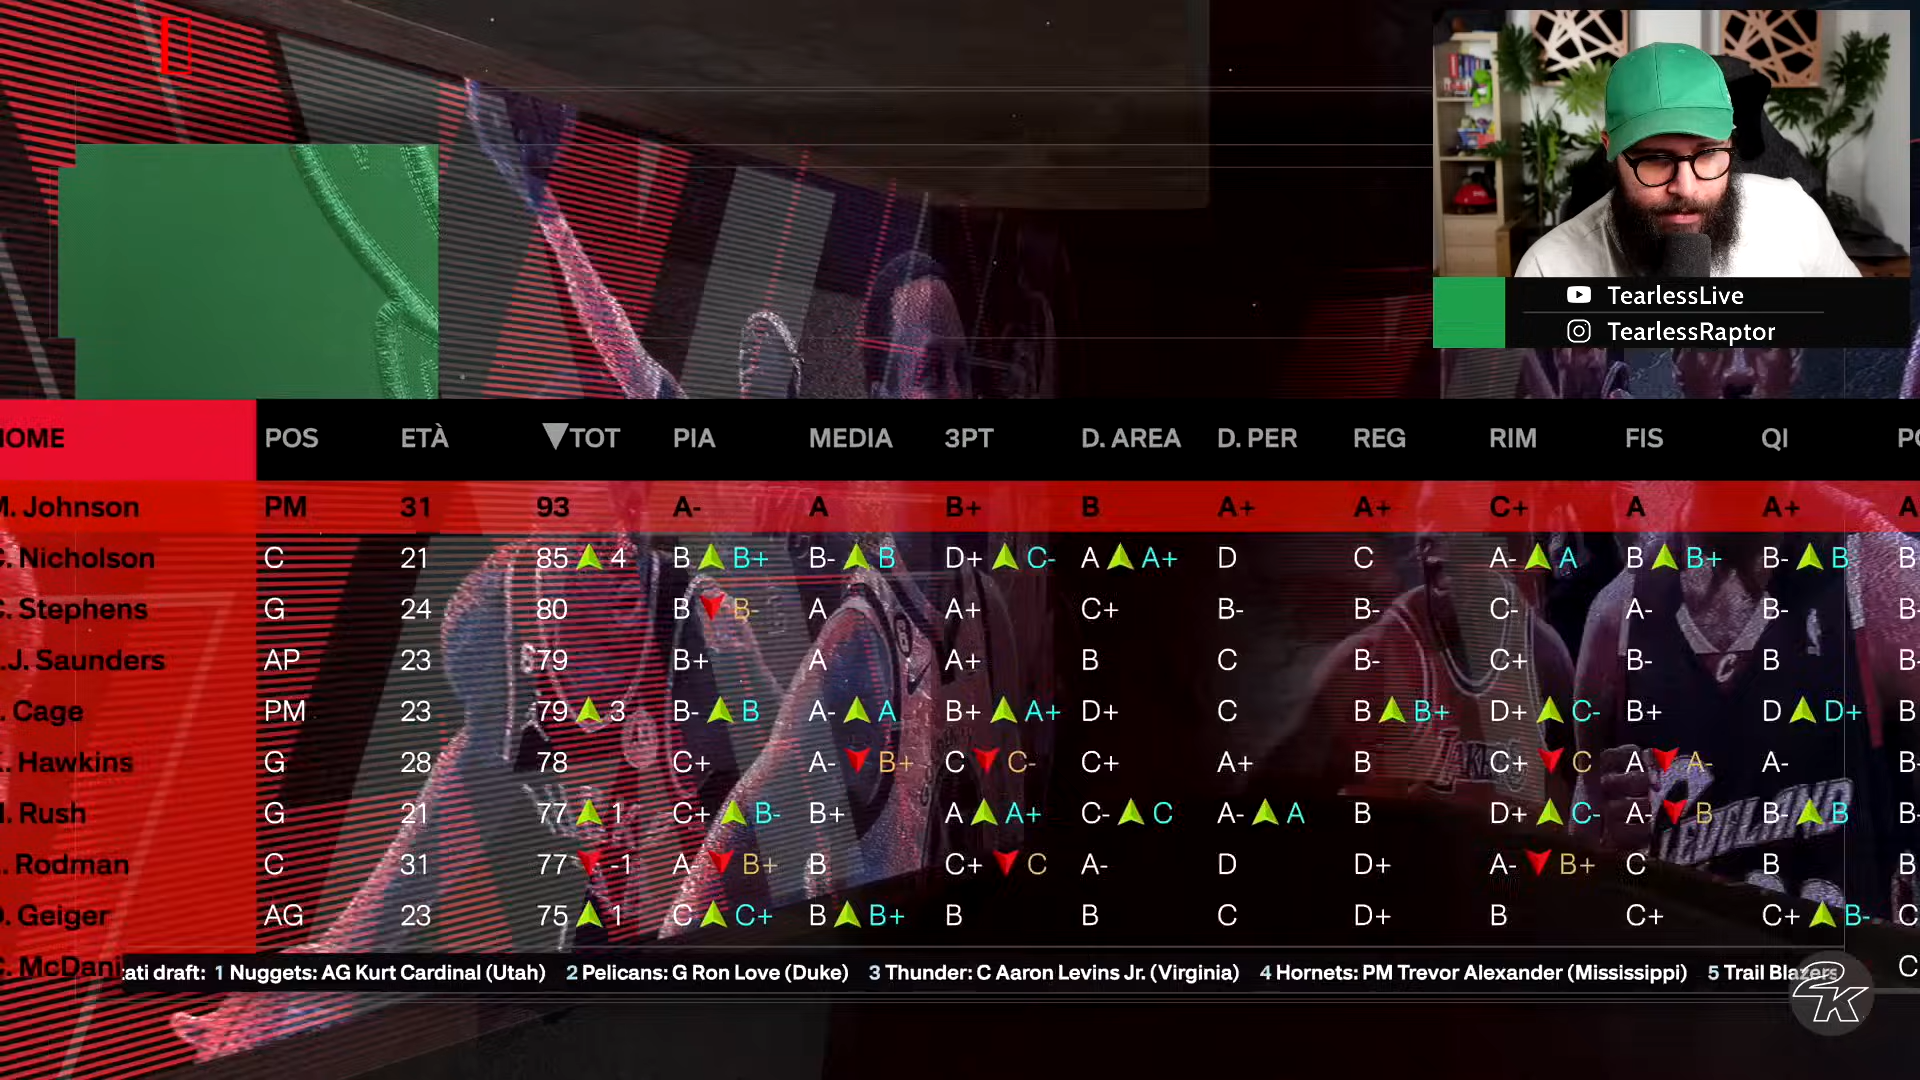 TearlessLive
TearlessRaptor
NOME POS ETÀ ▼TOT PIA MEDIA 3PT D. AREA D. PER REG RIM FIS QI
M. Johnson PM 31 93 A- A B+ B A+ A+ C+ A A+ A
C. Nicholson C 21 85 4 B B+ B- B D+ C- A A+ D C A- A B B+ B- B B-
C. Stephens G 24 80 B B- A A+ C+ B- B- C- A- B- B-
.J. Saunders AP 23 79 B+ A A+ B C B- C+ B- B B-
. Cage PM 23 79 3 B- B A- A B+ A+ D+ C B B+ D+ C- B+ D D+ B
. Hawkins G 28 78 C+ A- B+ C C- C+ A+ B C+ C A A- A- B-
. Rush G 21 77 1 C+ B- B+ A A+ C- C A- A B D+ C- A- B B- B B-
. Rodman C 31 77 -1 A- B+ B C+ C A- D D+ A- B+ C B B-
. Geiger AG 23 75 1 C C+ B B+ B B C D+ B C+ C+ B- C
C. McDani C
ati draft: 1 Nuggets: AG Kurt Cardinal (Utah) 2 Pelicans: G Ron Love (Duke) 3 Thunder: C Aaron Levins Jr. (Virginia) 4 Hornets: PM Trevor Alexander (Mississippi) 5 Trail Blazers
2K
CLEVELAND